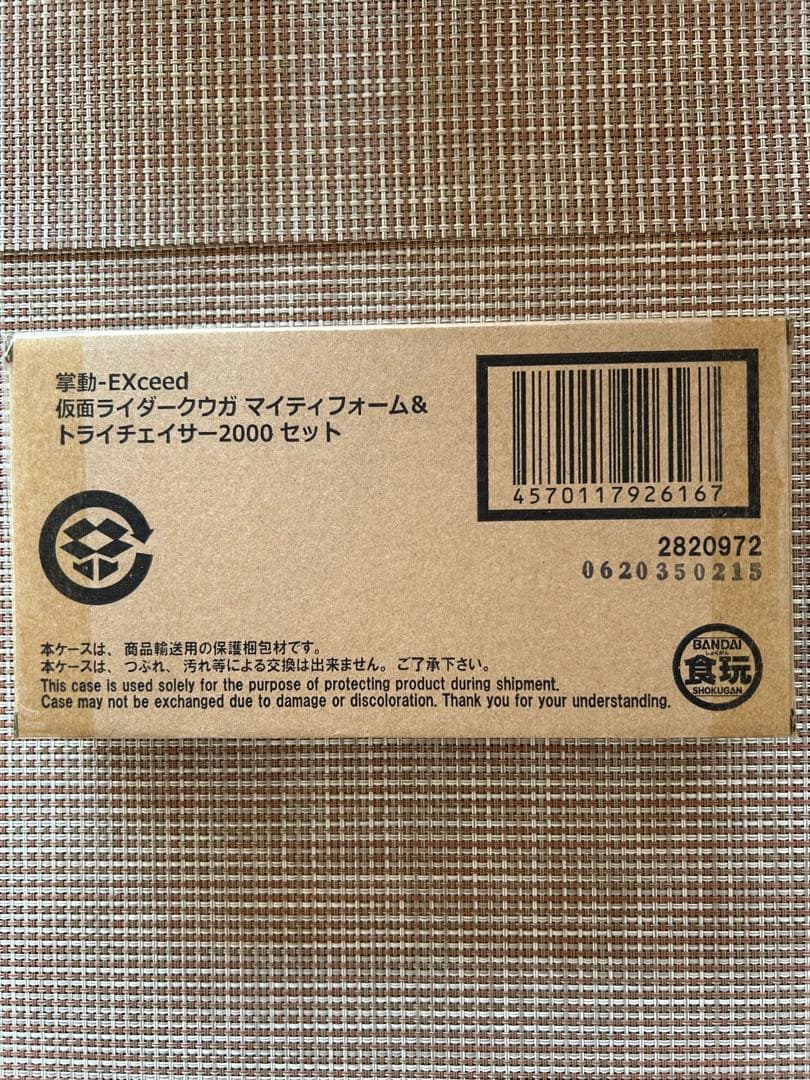 掌動-EXceed
仮面ライダークウガ マイティフォーム&
トライチェイサー2000 セット
4570117926167
2820972
0620350215
本ケースは、商品輸送用の保護梱包材です。
本ケースは、つぶれ、汚れ等による交換は出来ません。ご了承下さい。
This case is used solely for the purpose of protecting product during shipment.
Case may not be exchanged due to damage or discoloration. Thank you for your understanding.
BANDAI
しょくがん
食玩
SHOKUGAN